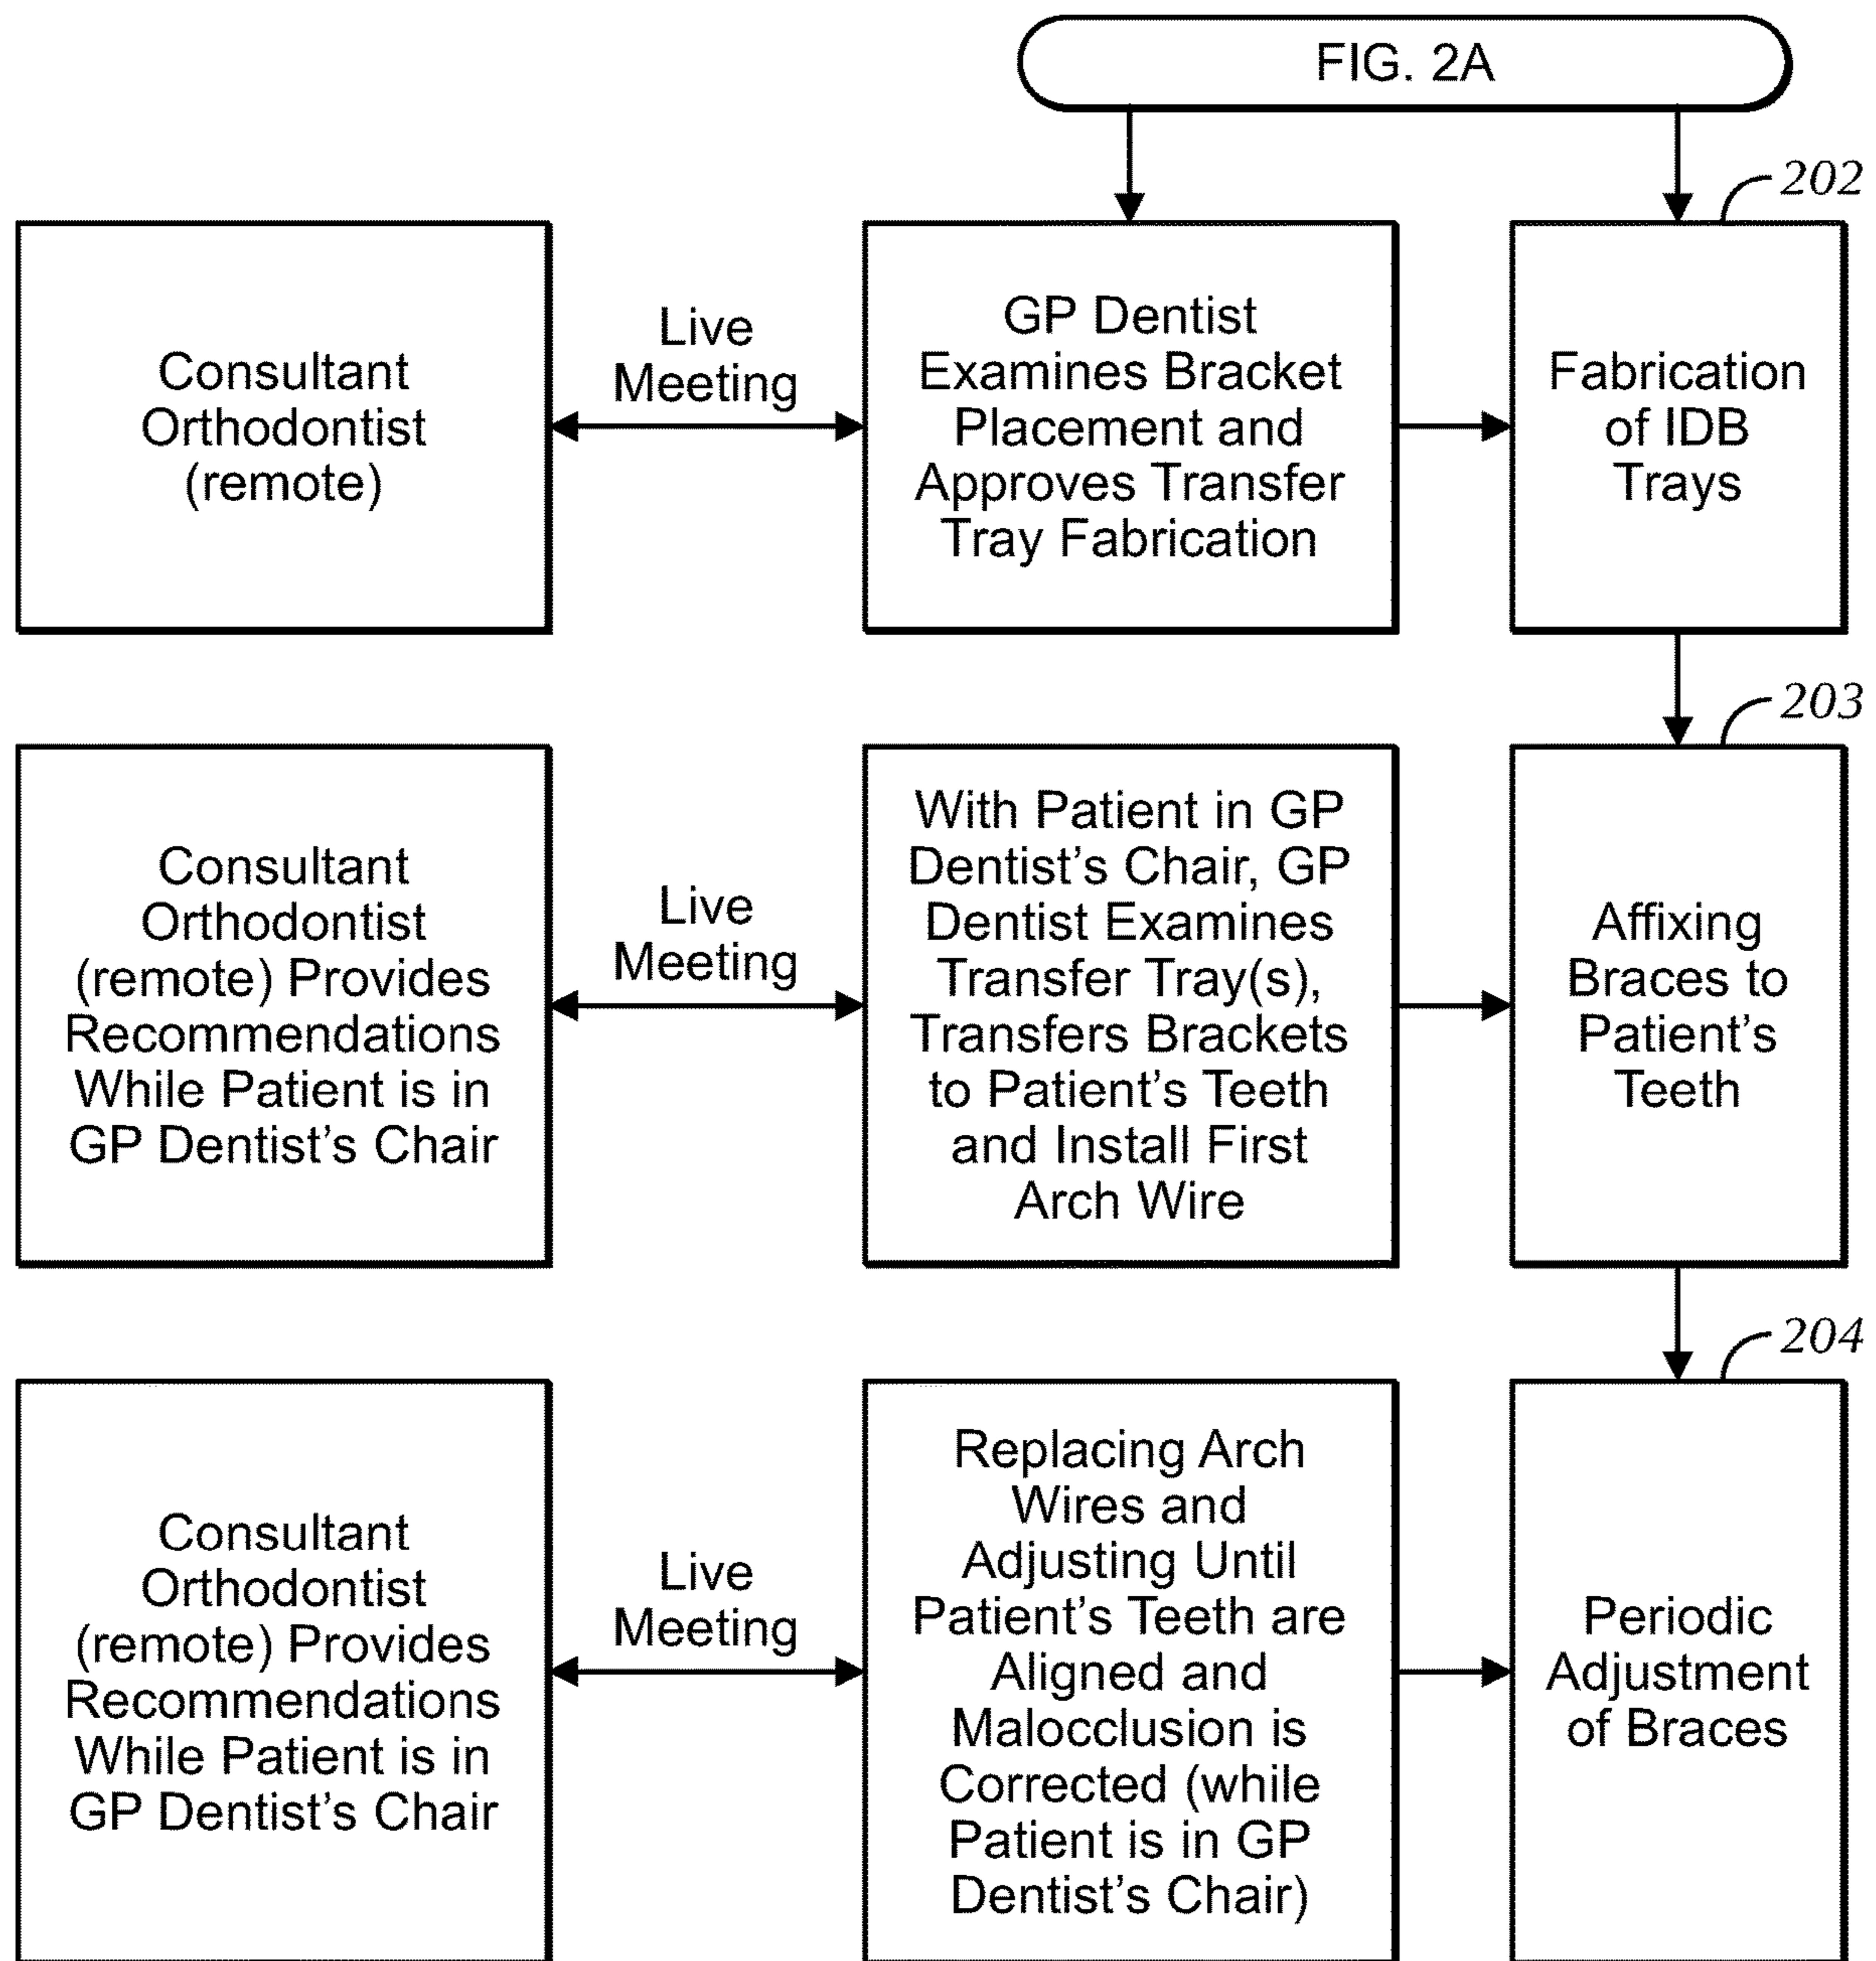 FIG. 2A
202
Consultant
Orthodontist
(remote)
Live
Meeting
GP Dentist
Examines Bracket
Placement and
Approves Transfer
Tray Fabrication
Fabrication
of IDB
Trays
203
Consultant
Orthodontist
(remote) Provides
Recommendations
While Patient is in
GP Dentist's Chair
Live
Meeting
With Patient in GP
Dentist's Chair, GP
Dentist Examines
Transfer Tray(s),
Transfers Brackets
to Patient's Teeth
and Install First
Arch Wire
Affixing
Braces to
Patient's
Teeth
204
Consultant
Orthodontist
(remote) Provides
Recommendations
While Patient is in
GP Dentist's Chair
Live
Meeting
Replacing Arch
Wires and
Adjusting Until
Patient's Teeth are
Aligned and
Malocclusion is
Corrected (while
Patient is in GP
Dentist's Chair)
Periodic
Adjustment
of Braces